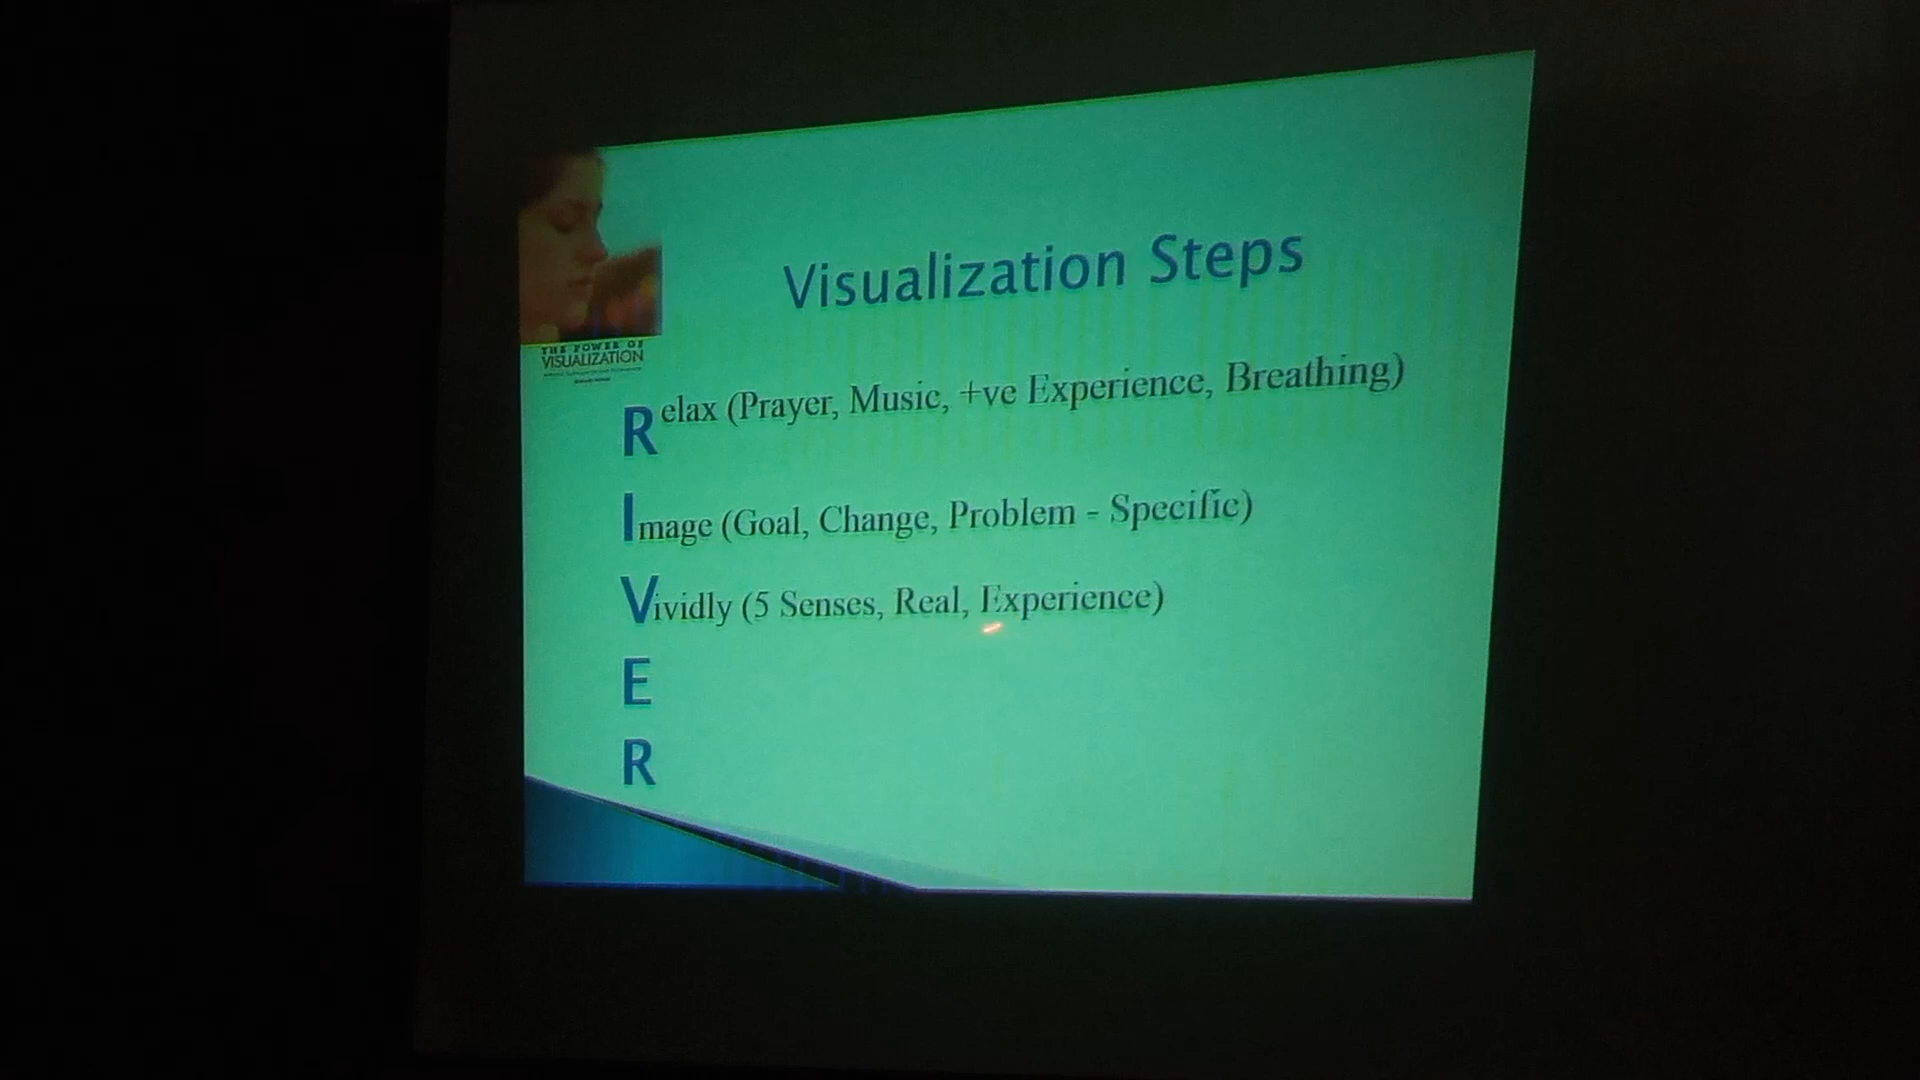 Visualization Steps
THE POWER OF
VISUALIZATION
Relax (Prayer, Music, +ve Experience, Breathing)
Image (Goal, Change, Problem - Specific)
Vividly (5 Senses, Real, Experience)
E
R